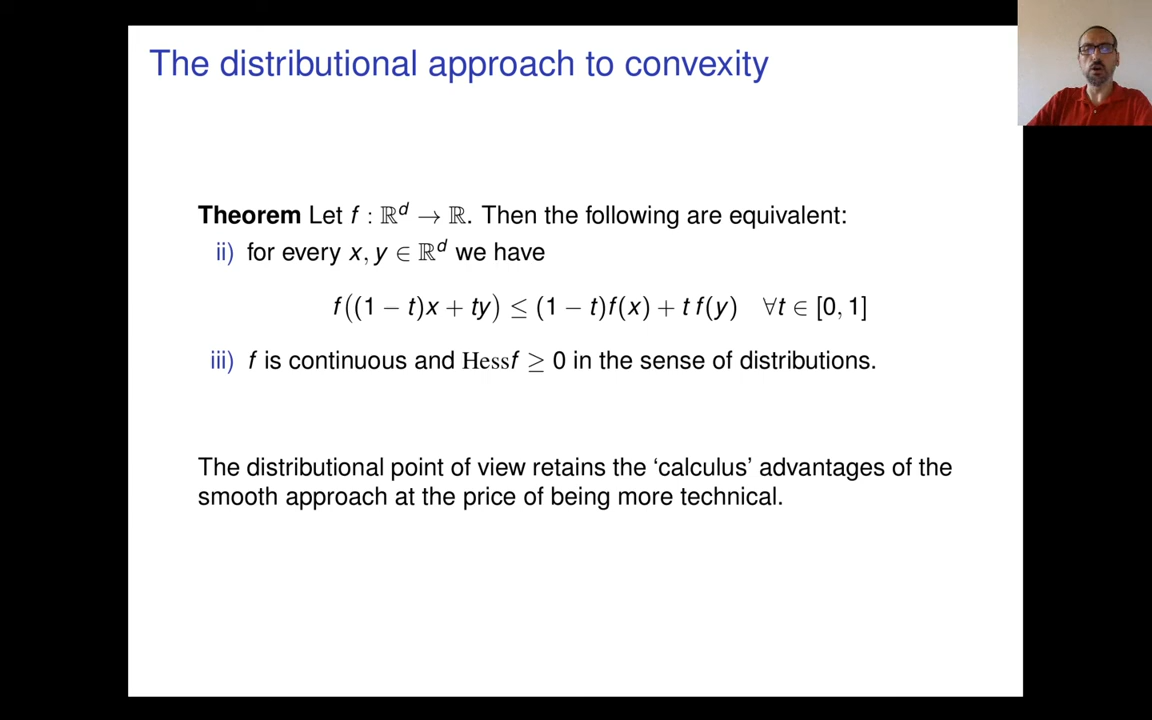 The distributional approach to convexity
Theorem Let f : ℝᵈ → ℝ. Then the following are equivalent:
ii) for every x, y ∈ ℝᵈ we have
f((1 − t)x + ty) ≤ (1 − t)f(x) + t f(y) ∀t ∈ [0, 1]
iii) f is continuous and Hessf ≥ 0 in the sense of distributions.
The distributional point of view retains the ‘calculus’ advantages of the
smooth approach at the price of being more technical.